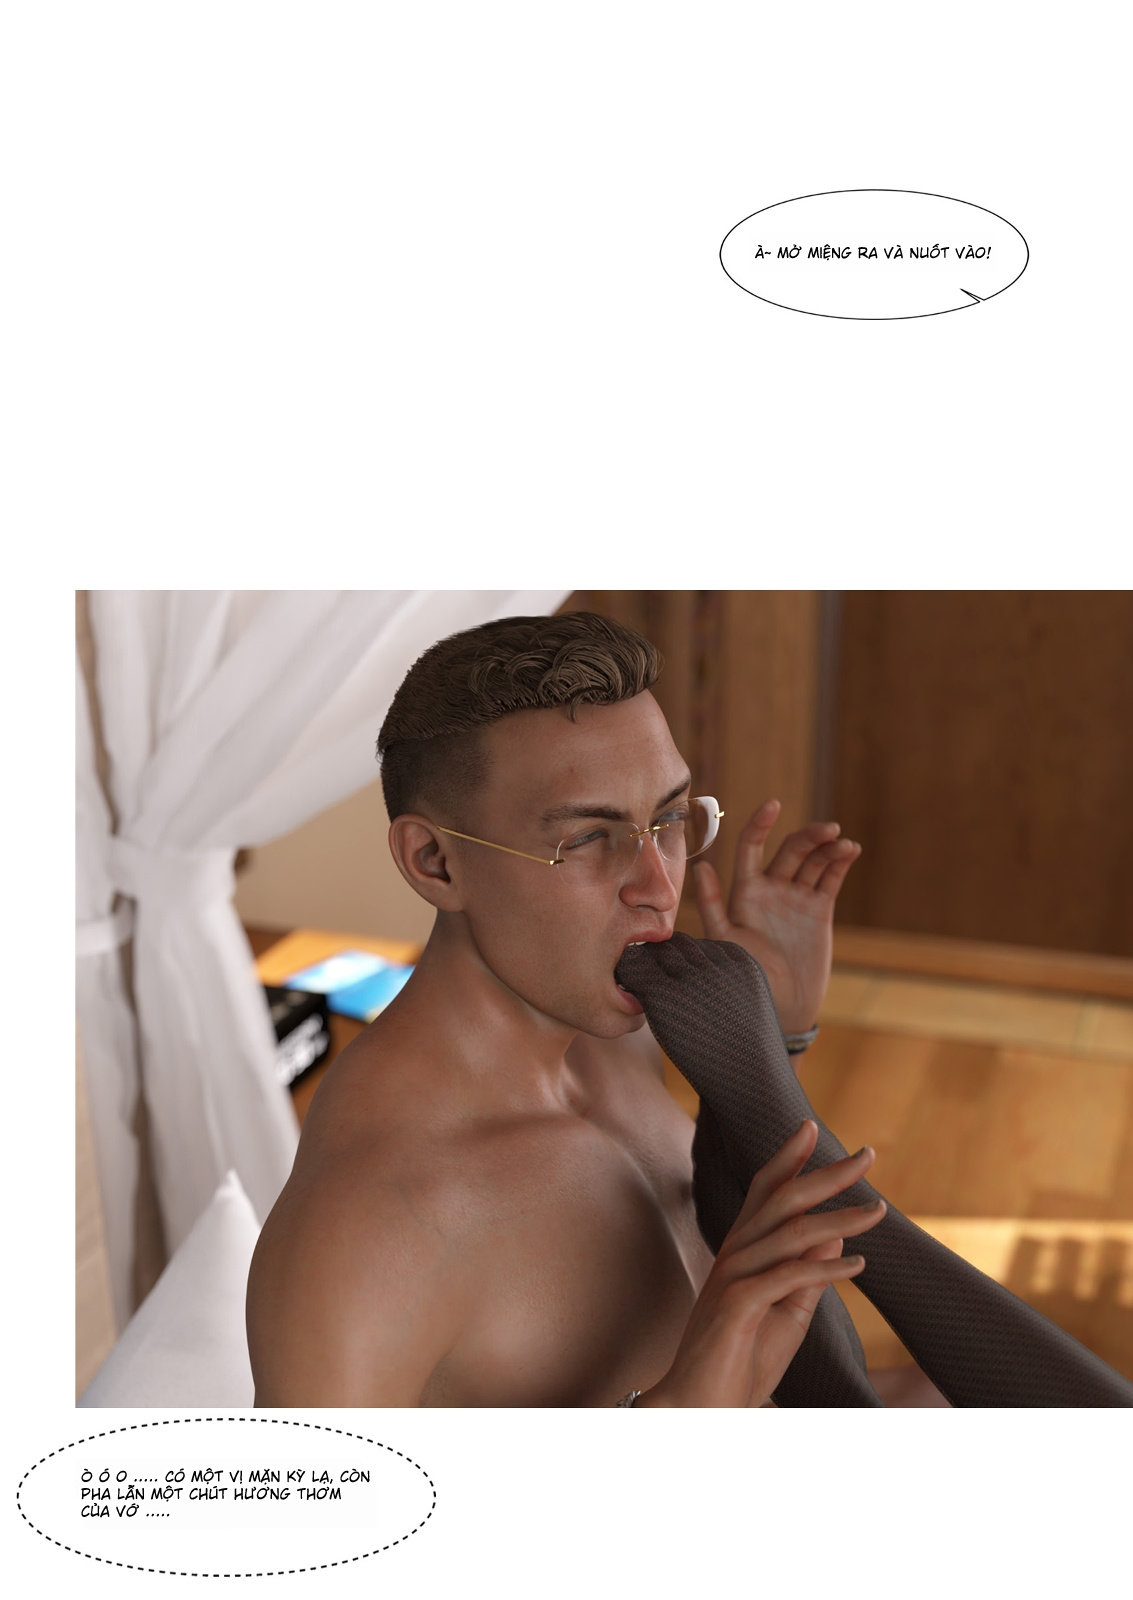 À~ MỞ MIỆNG RA VÀ NUỐT VÀO!
Ò Ó O ..... CÓ MỘT VỊ MẶN KỲ LẠ, CÒN
PHA LẪN MỘT CHÚT HƯƠNG THƠM
CỦA VỚ .....